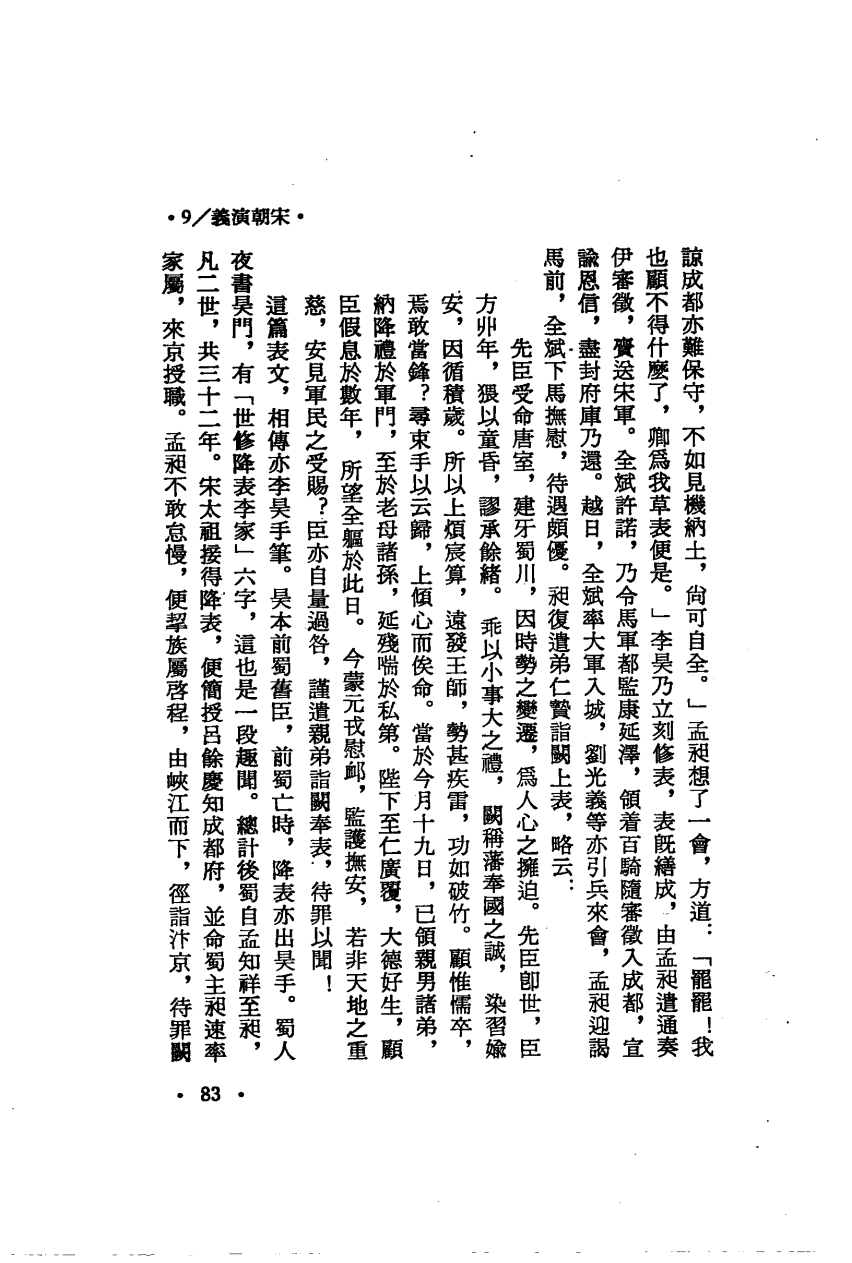 •9/義演朝宋•
諒成都亦難保守，不如見機納土，尙可自全。」孟昶想了一會，方道：「罷罷！我
也顧不得什麼了，卿爲我草表便是。」李昊乃立刻修表，表旣繕成，由孟昶遣通奏
伊審徵，賫送宋軍。全斌許諾，乃令馬軍都監康延澤，領着百騎隨審徵入成都，宣
諭恩信，盡封府庫乃還。越日，全斌率大軍入城，劉光義等亦引兵來會，孟昶迎謁
馬前，全斌下馬撫慰，待遇頗優。昶復遣弟仁贄詣闕上表，略云：
先臣受命唐室，建牙蜀川，因時勢之變遷，爲人心之擁迫。先臣卽世，臣
方丱年，猥以童昏，謬承餘緒。乖以小事大之禮，闕稱藩奉國之誠，染習媮
安，因循積歲。所以上煩宸算，遠發王師，勢甚疾雷，功如破竹。顧惟懦卒，
焉敢當鋒？尋束手以云歸，上傾心而俟命。當於今月十九日，已領親男諸弟，
納降禮於軍門，至於老母諸孫，延殘喘於私第。陛下至仁廣覆，大德好生，顧
臣假息於數年，所望全軀於此日。今蒙元戎慰卹，監護撫安，若非天地之重
慈，安見軍民之受賜？臣亦自量過咎，謹遣親弟詣闕奉表，待罪以聞！
這篇表文，相傳亦李昊手筆。昊本前蜀舊臣，前蜀亡時，降表亦出昊手。蜀人
夜書昊門，有「世修降表李家」六字，這也是一段趣聞。總計後蜀自孟知祥至昶，
凡二世，共三十二年。宋太祖接得降表，便簡授呂餘慶知成都府，並命蜀主昶速率
家屬，來京授職。孟昶不敢怠慢，便挈族屬啓程，由峽江而下，徑詣汴京，待罪闕
•83•